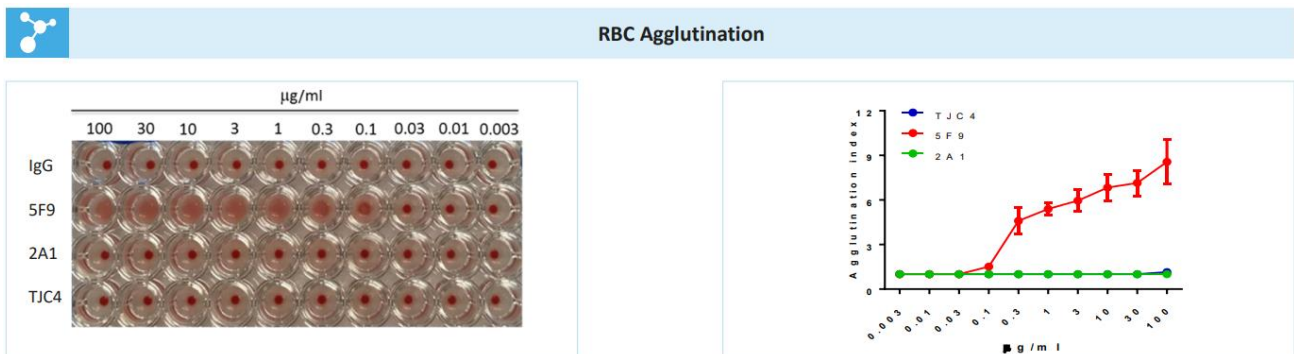 RBC Agglutination
μg/ml
100 30 10 3 1 0.3 0.1 0.03 0.01 0.003
IgG
5F9
2A1
TJC4
TJC4
5F9
2A1
Agglutination index
12
9
6
3
0
0.003 0.01 0.03 0.1 0.3 1 3 10 30 100
μg/ml